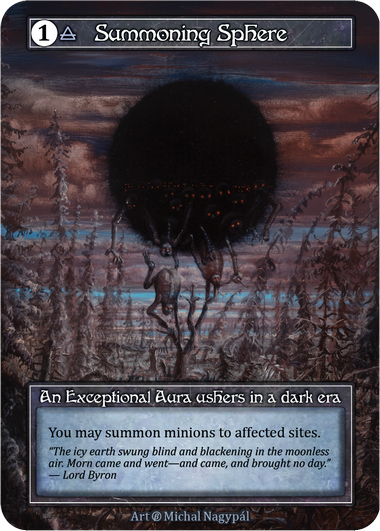 1 Summoning Sphere
An Exceptional Aura ushers in a dark era
You may summon minions to affected sites.
"The icy earth swung blind and blackening in the moonless
air. Morn came and went—and came, and brought no day."
— Lord Byron
Art @ Michal Nagypál